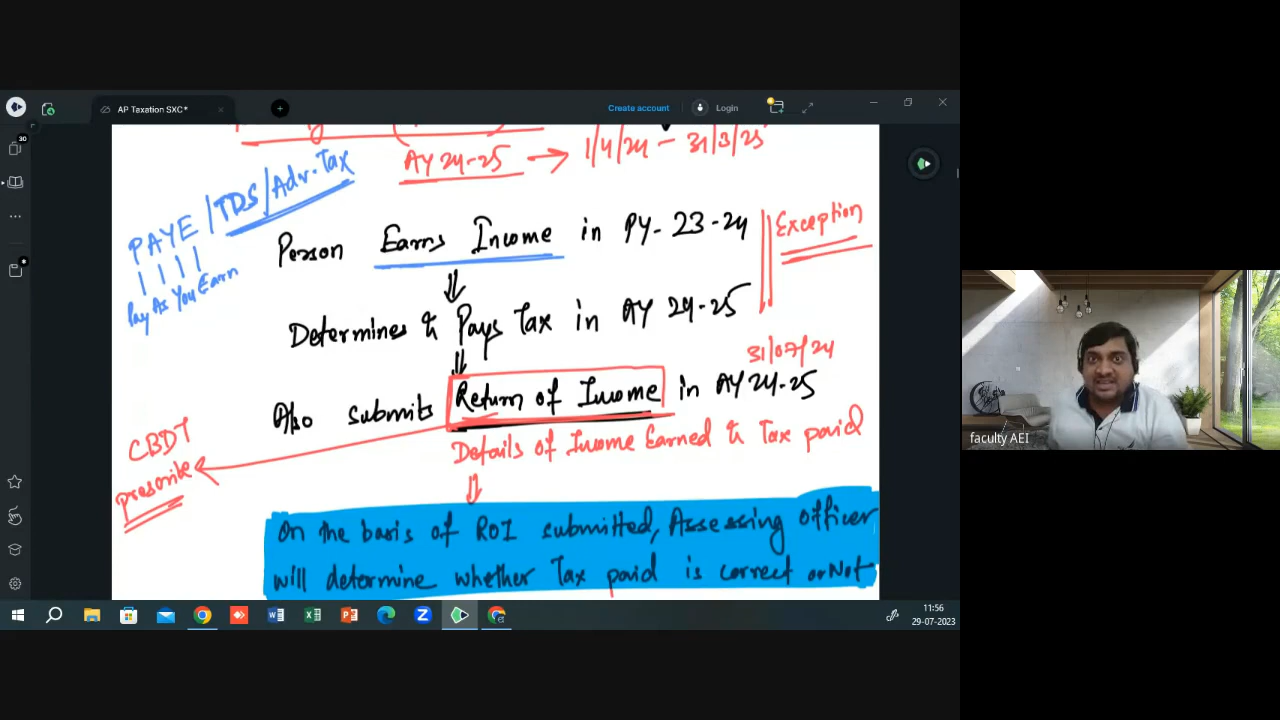 AP Taxation SXC*
Create account
Login
30
AY 24-25 → 1/4/24 - 31/3/25
PAYE / TDS / Adv. Tax
Pay As You Earn
Person Earns Income in PY- 23-24
Exception
Determines & Pays Tax in AY 24-25
31/07/24
Also submits Return of Income in AY 24-25
CBDT
prescribe
Details of Income Earned & Tax paid
On the basis of ROI submitted, Assessing Officer
will determine whether Tax paid is correct or Not
faculty AEI
11:56
29-07-2023